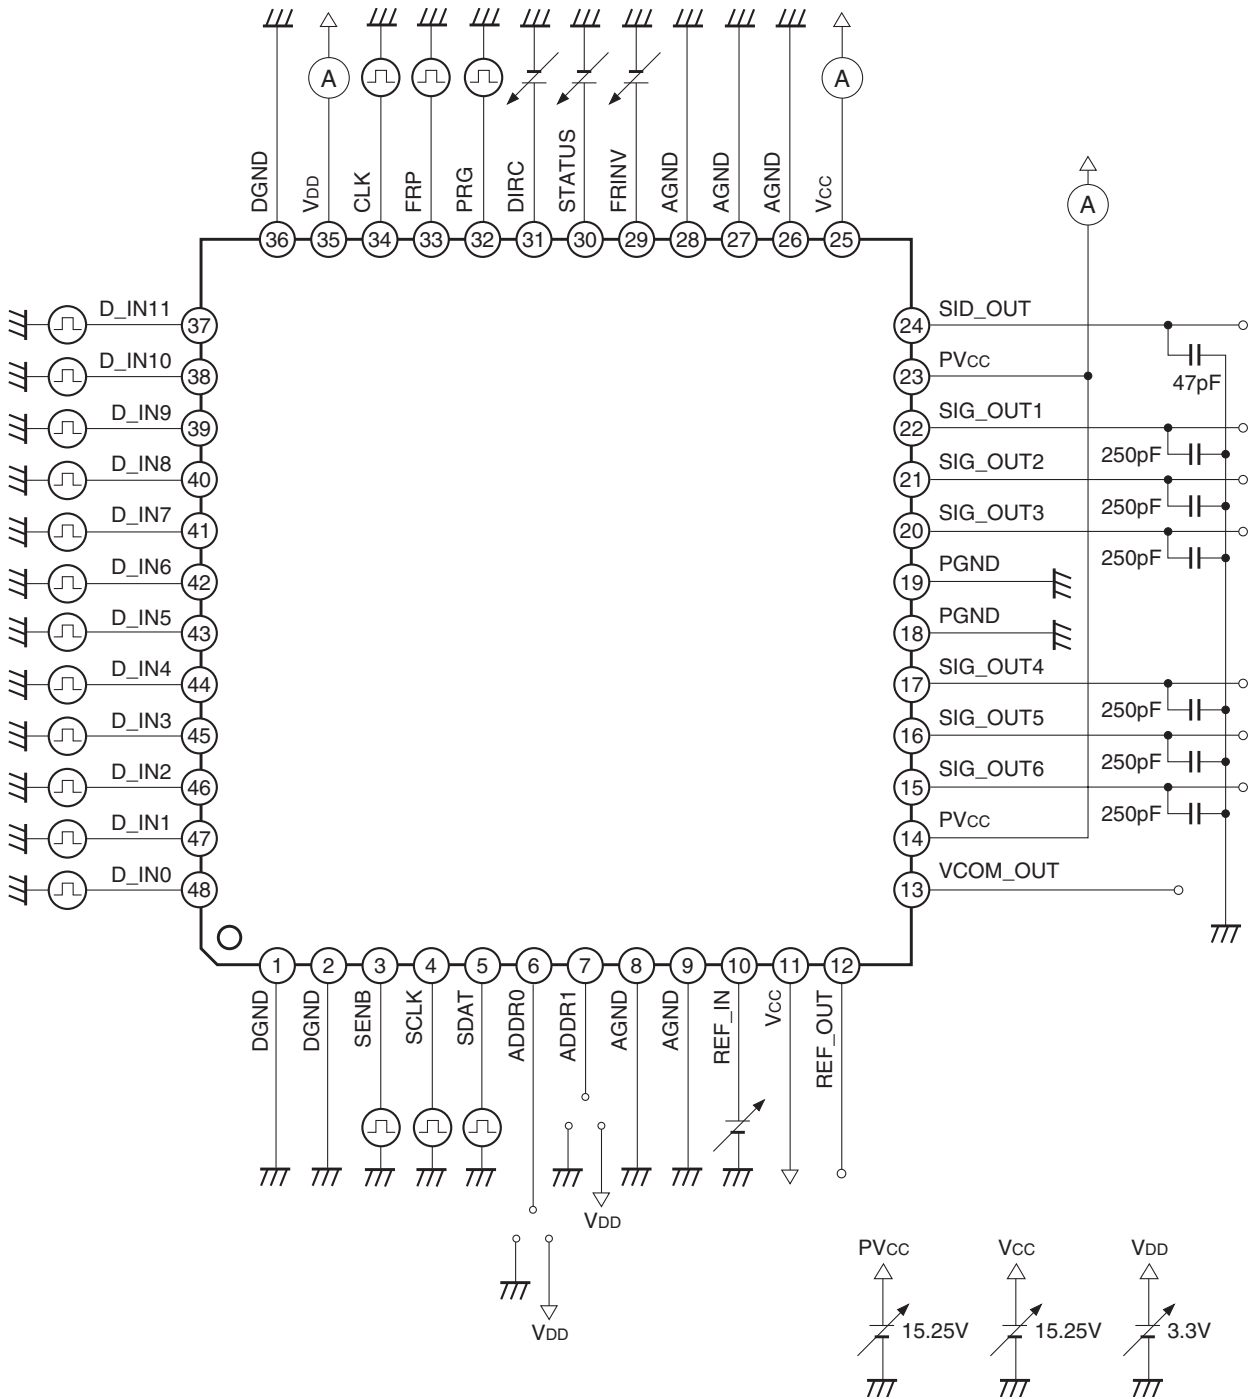 A
A
DGND
VDD
CLK
FRP
PRG
DIRC
STATUS
FRINV
AGND
AGND
AGND
VCC
A
36
35
34
33
32
31
30
29
28
27
26
25
D_IN11
37
24
SID_OUT
D_IN10
38
23
PVCC
47pF
D_IN9
39
22
SIG_OUT1
250pF
D_IN8
40
21
SIG_OUT2
250pF
D_IN7
41
20
SIG_OUT3
250pF
D_IN6
42
19
PGND
D_IN5
43
18
PGND
D_IN4
44
17
SIG_OUT4
250pF
D_IN3
45
16
SIG_OUT5
250pF
D_IN2
46
15
SIG_OUT6
250pF
D_IN1
47
14
PVCC
D_IN0
48
13
VCOM_OUT
1
2
3
4
5
6
7
8
9
10
11
12
DGND
DGND
SENB
SCLK
SDAT
ADDR0
ADDR1
AGND
AGND
REF_IN
VCC
REF_OUT
VDD
VDD
PVCC
VCC
VDD
15.25V
15.25V
3.3V